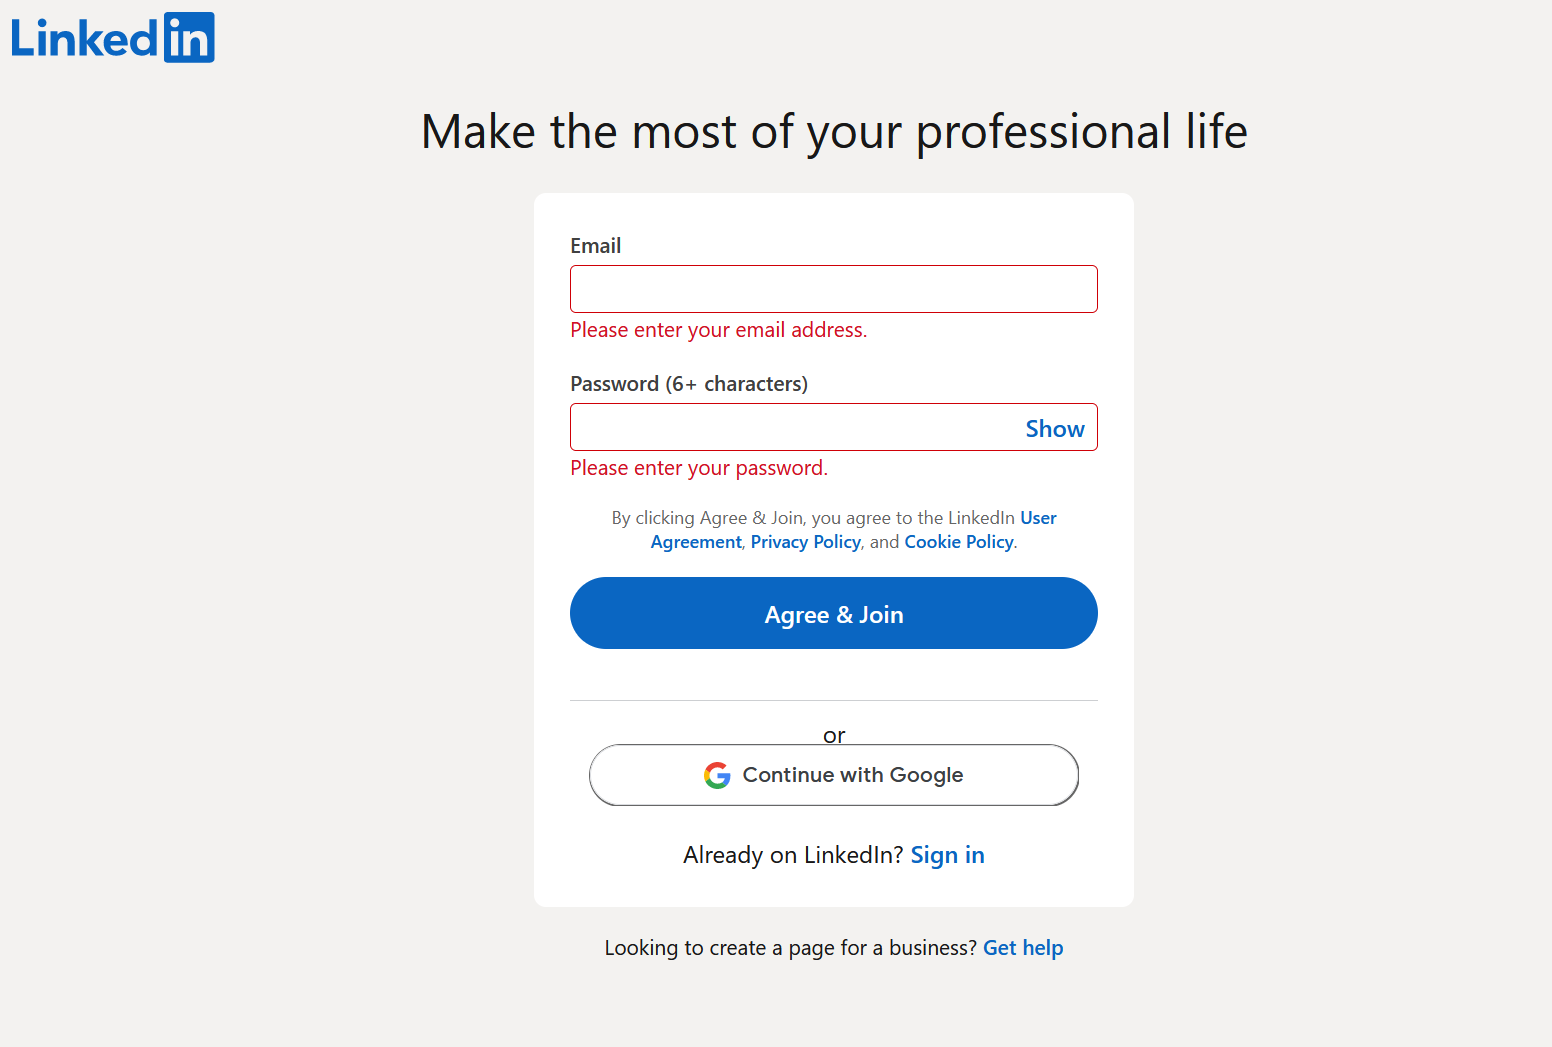 LinkedIn
Make the most of your professional life
Email
Please enter your email address.
Password (6+ characters)
Show
Please enter your password.
By clicking Agree & Join, you agree to the LinkedIn User
Agreement, Privacy Policy, and Cookie Policy.
Agree & Join
or
Continue with Google
Already on LinkedIn? Sign in
Looking to create a page for a business? Get help